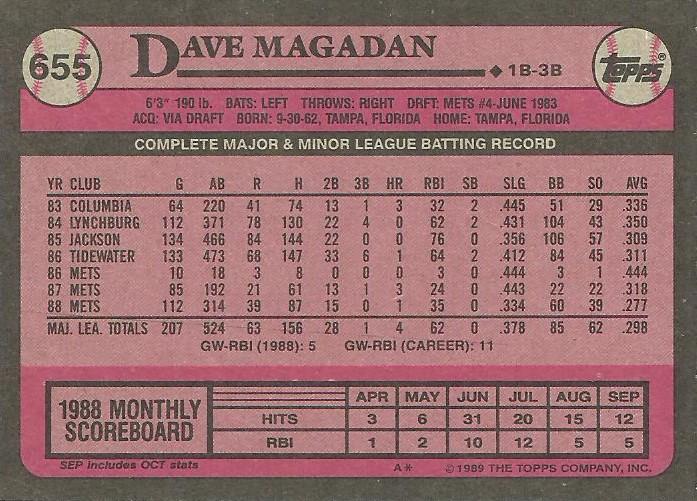 655
DAVE MAGADAN
◆ 1B-3B
Topps®
6'3" 190 lb. BATS: LEFT THROWS: RIGHT DRFT: METS #4-JUNE 1983
ACQ: VIA DRAFT BORN: 9-30-62, TAMPA, FLORIDA HOME: TAMPA, FLORIDA
COMPLETE MAJOR & MINOR LEAGUE BATTING RECORD
YR CLUB G AB R H 2B 3B HR RBI SB SLG BB SO AVG
83 COLUMBIA 64 220 41 74 13 1 3 32 2 .445 51 29 .336
84 LYNCHBURG 112 371 78 130 22 4 0 62 2 .431 104 43 .350
85 JACKSON 134 466 84 144 22 0 0 76 0 .356 106 57 .309
86 TIDEWATER 133 473 68 147 33 6 1 64 2 .412 84 45 .311
86 METS 10 18 3 8 0 0 0 3 0 .444 3 1 .444
87 METS 85 192 21 61 13 1 3 24 0 .443 22 22 .318
88 METS 112 314 39 87 15 0 1 35 0 .334 60 39 .277
MAJ. LEA. TOTALS 207 524 63 156 28 1 4 62 0 .378 85 62 .298
GW-RBI (1988): 5 GW-RBI (CAREER): 11
1988 MONTHLY SCOREBOARD
APR MAY JUN JUL AUG SEP
HITS 3 6 31 20 15 12
RBI 1 2 10 12 5 5
SEP includes OCT stats
A* © 1989 THE TOPPS COMPANY, INC.